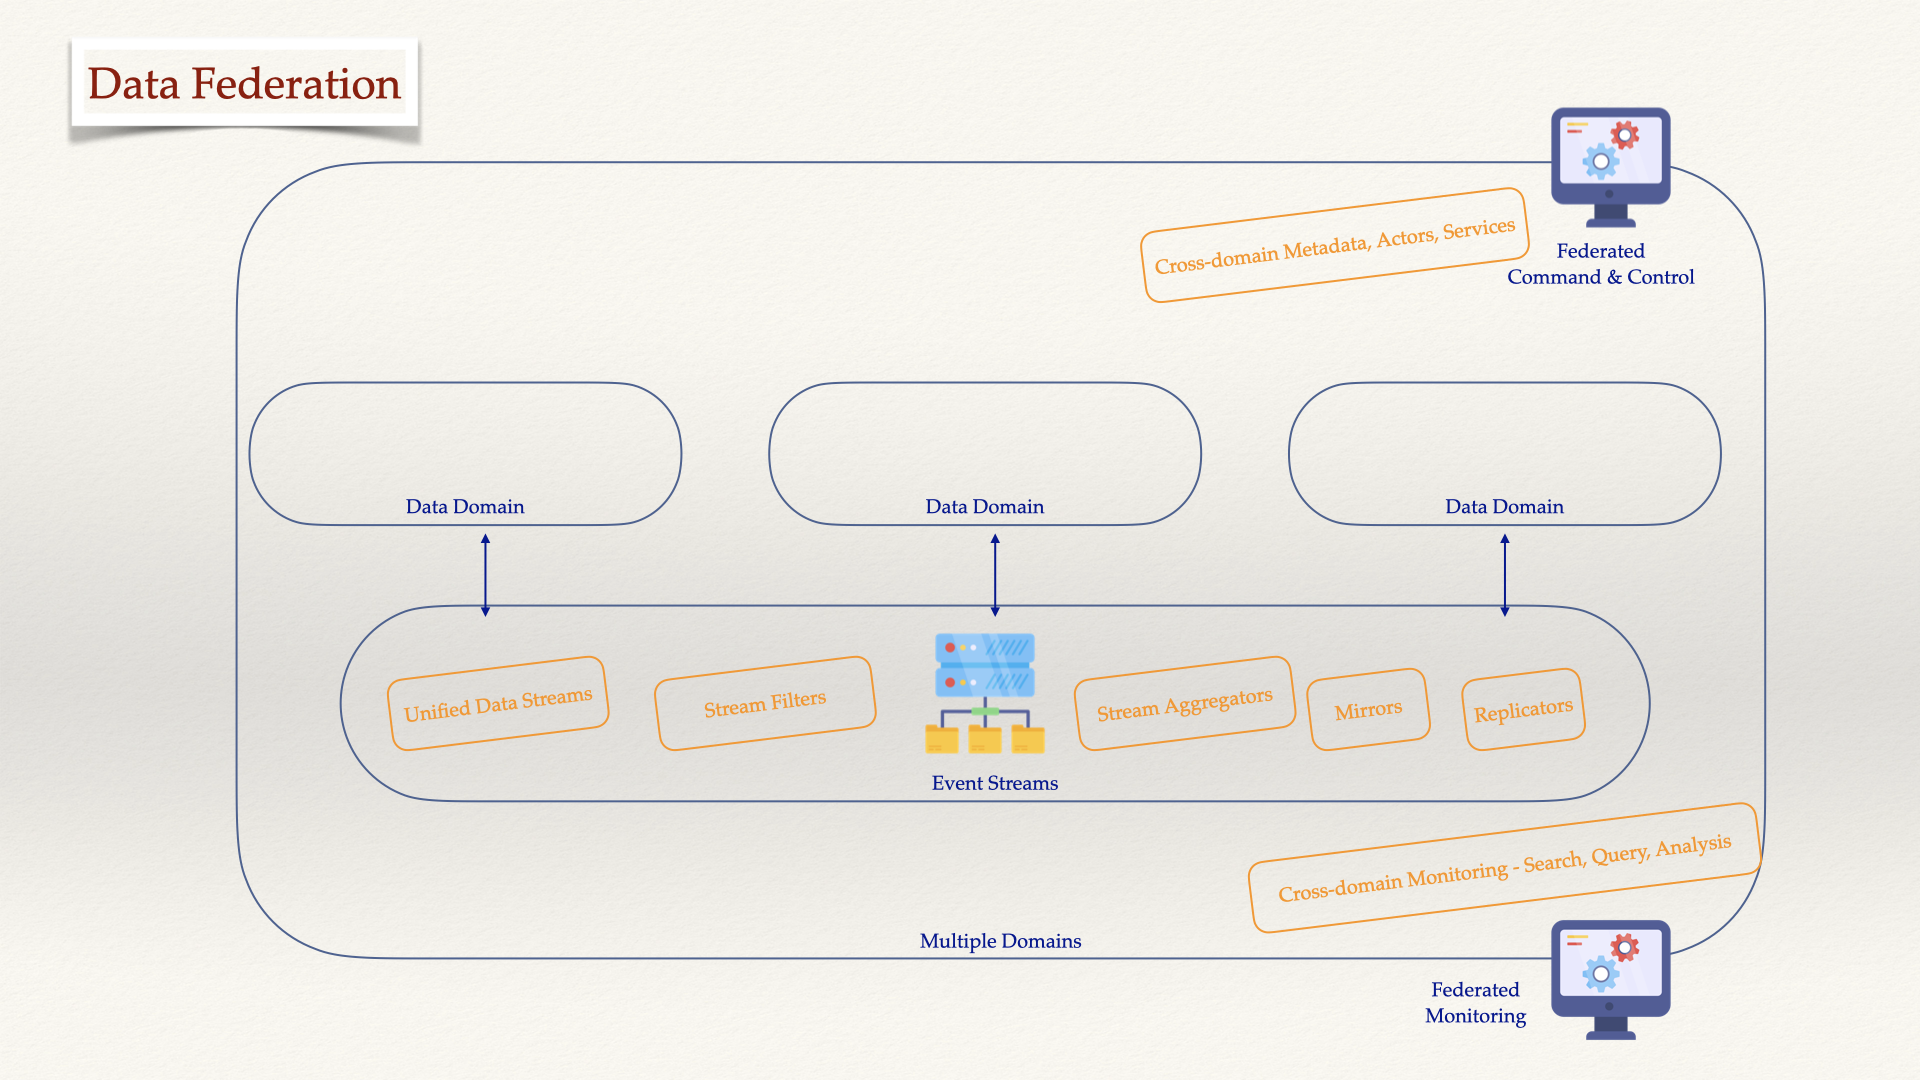 Data Federation
Cross-domain Metadata, Actors, Services
Federated
Command & Control
Data Domain
Data Domain
Data Domain
Unified Data Streams
Stream Filters
Stream Aggregators
Mirrors
Replicators
Event Streams
Cross-domain Monitoring - Search, Query, Analysis
Multiple Domains
Federated
Monitoring